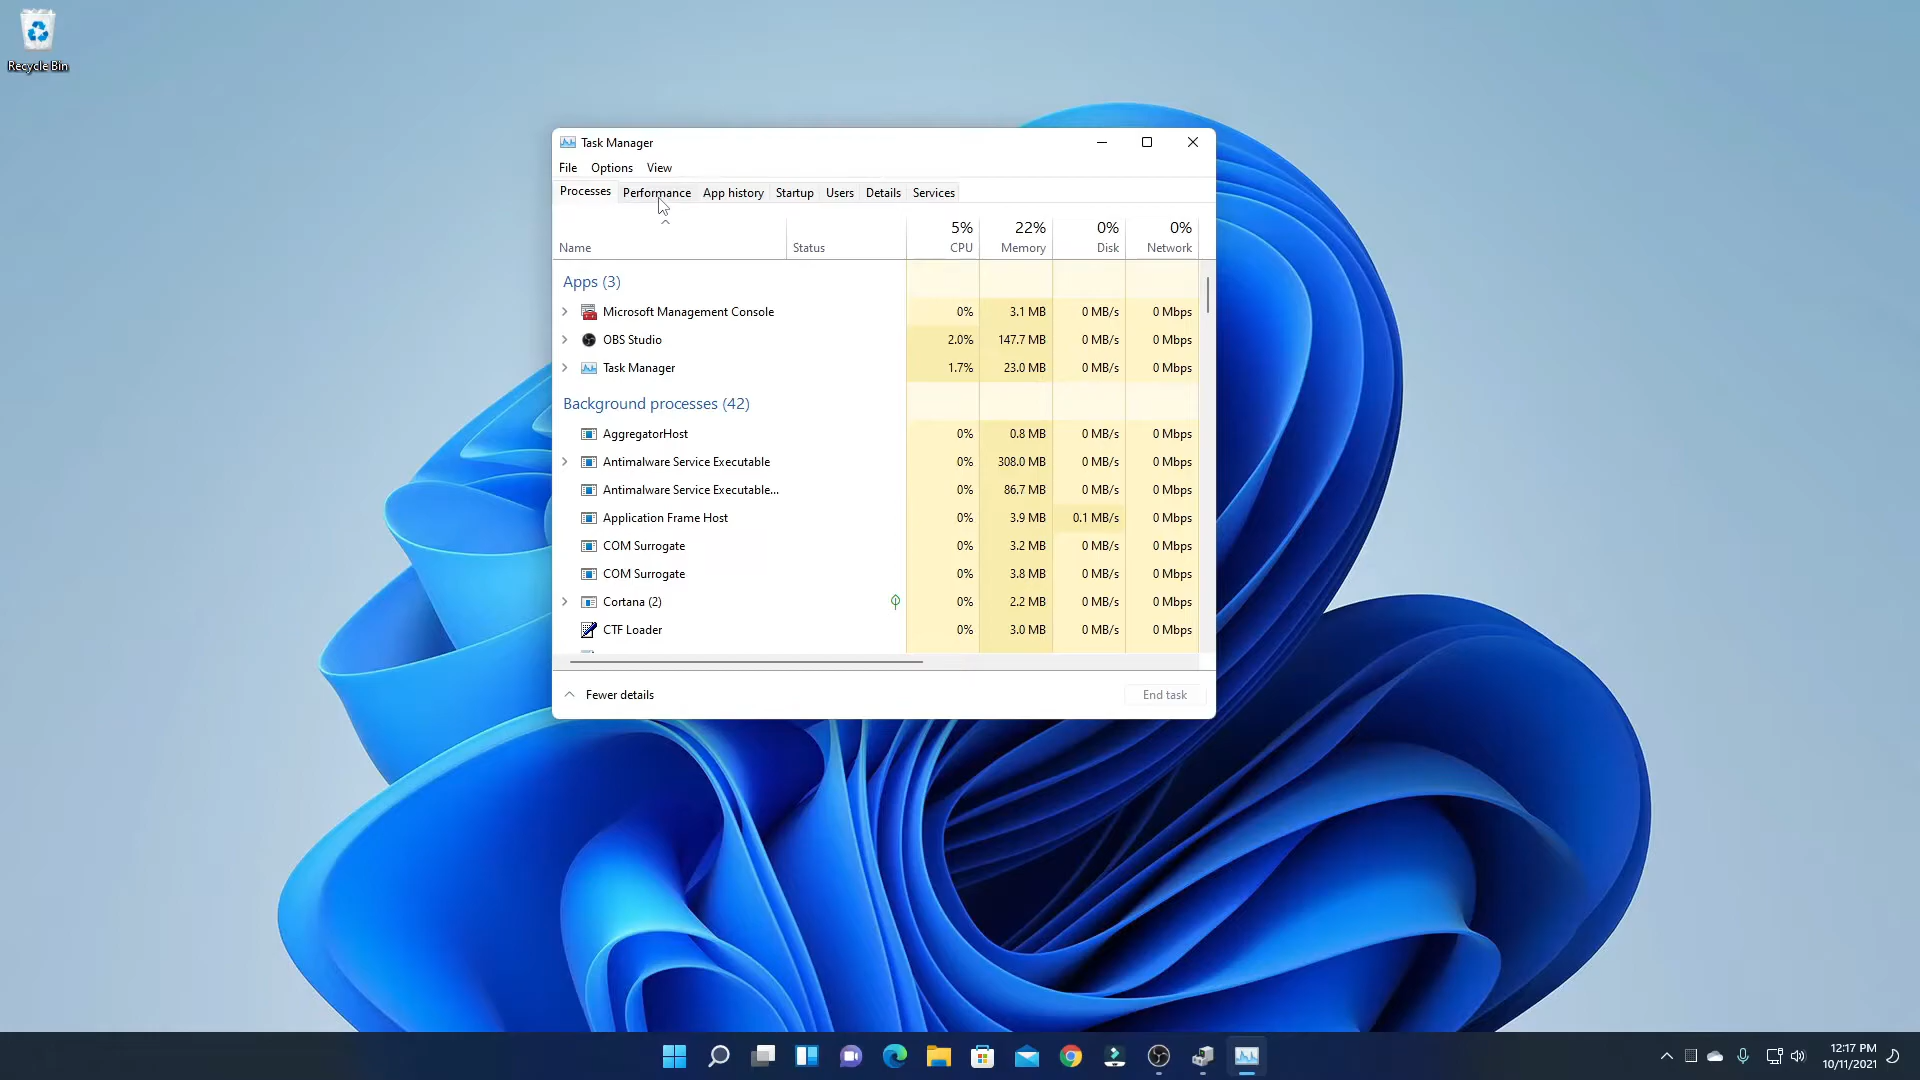 Recycle Bin
Task Manager
File Options View
Processes Performance App history Startup Users Details Services
5% 22% 0% 0%
Name Status CPU Memory Disk Network
Apps (3)
Microsoft Management Console 0% 3.1 MB 0 MB/s 0 Mbps
OBS Studio 2.0% 147.7 MB 0 MB/s 0 Mbps
Task Manager 1.7% 23.0 MB 0 MB/s 0 Mbps
Background processes (42)
AggregatorHost 0% 0.8 MB 0 MB/s 0 Mbps
Antimalware Service Executable 0% 308.0 MB 0 MB/s 0 Mbps
Antimalware Service Executable... 0% 86.7 MB 0 MB/s 0 Mbps
Application Frame Host 0% 3.9 MB 0.1 MB/s 0 Mbps
COM Surrogate 0% 3.2 MB 0 MB/s 0 Mbps
COM Surrogate 0% 3.8 MB 0 MB/s 0 Mbps
Cortana (2) 0% 2.2 MB 0 MB/s 0 Mbps
CTF Loader 0% 3.0 MB 0 MB/s 0 Mbps
Fewer details End task
12:17 PM
10/11/2021